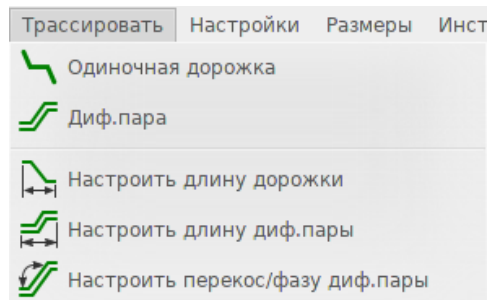 Трассировать Настройки Размеры Инст
Одиночная дорожка
Диф.пара
Настроить длину дорожки
Настроить длину диф.пары
Настроить перекос/фазу диф.пары